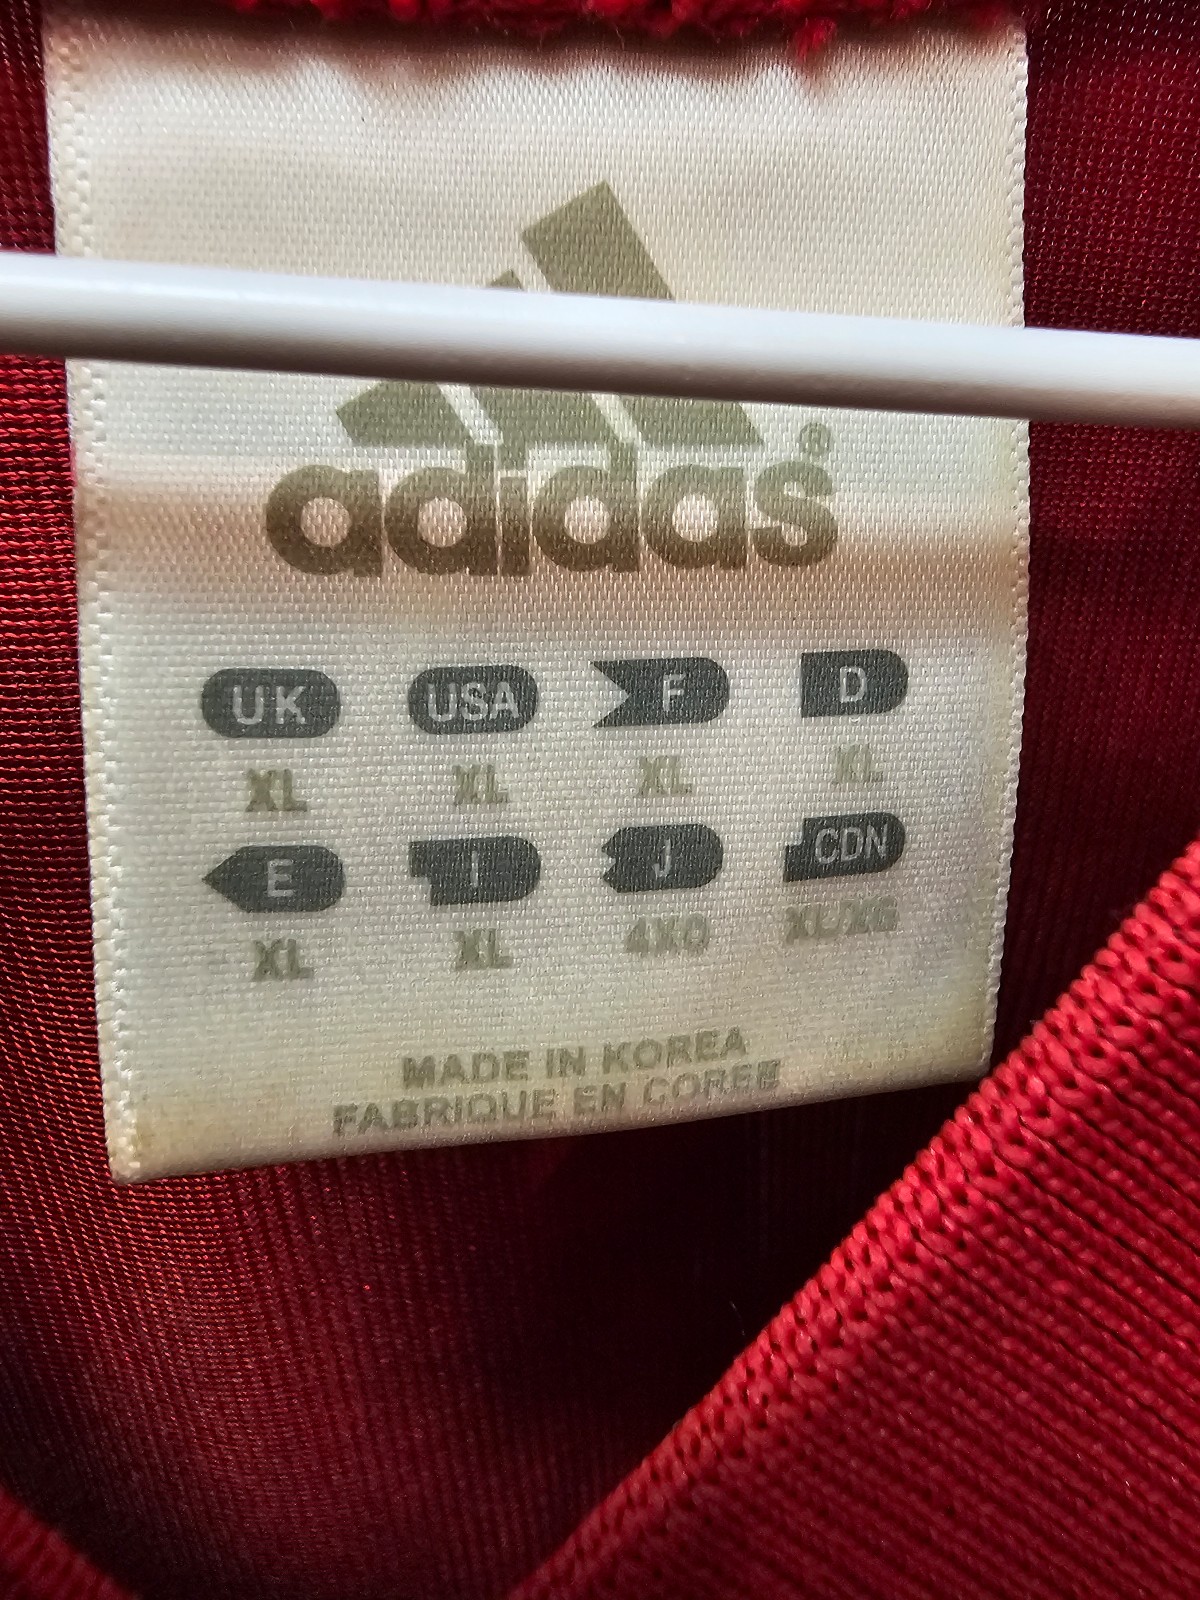 adidas®
UK USA F D
XL XL XL XL
E I J CDN
XL XL 4XO XL/XG
MADE IN KOREA
FABRIQUE EN COREE